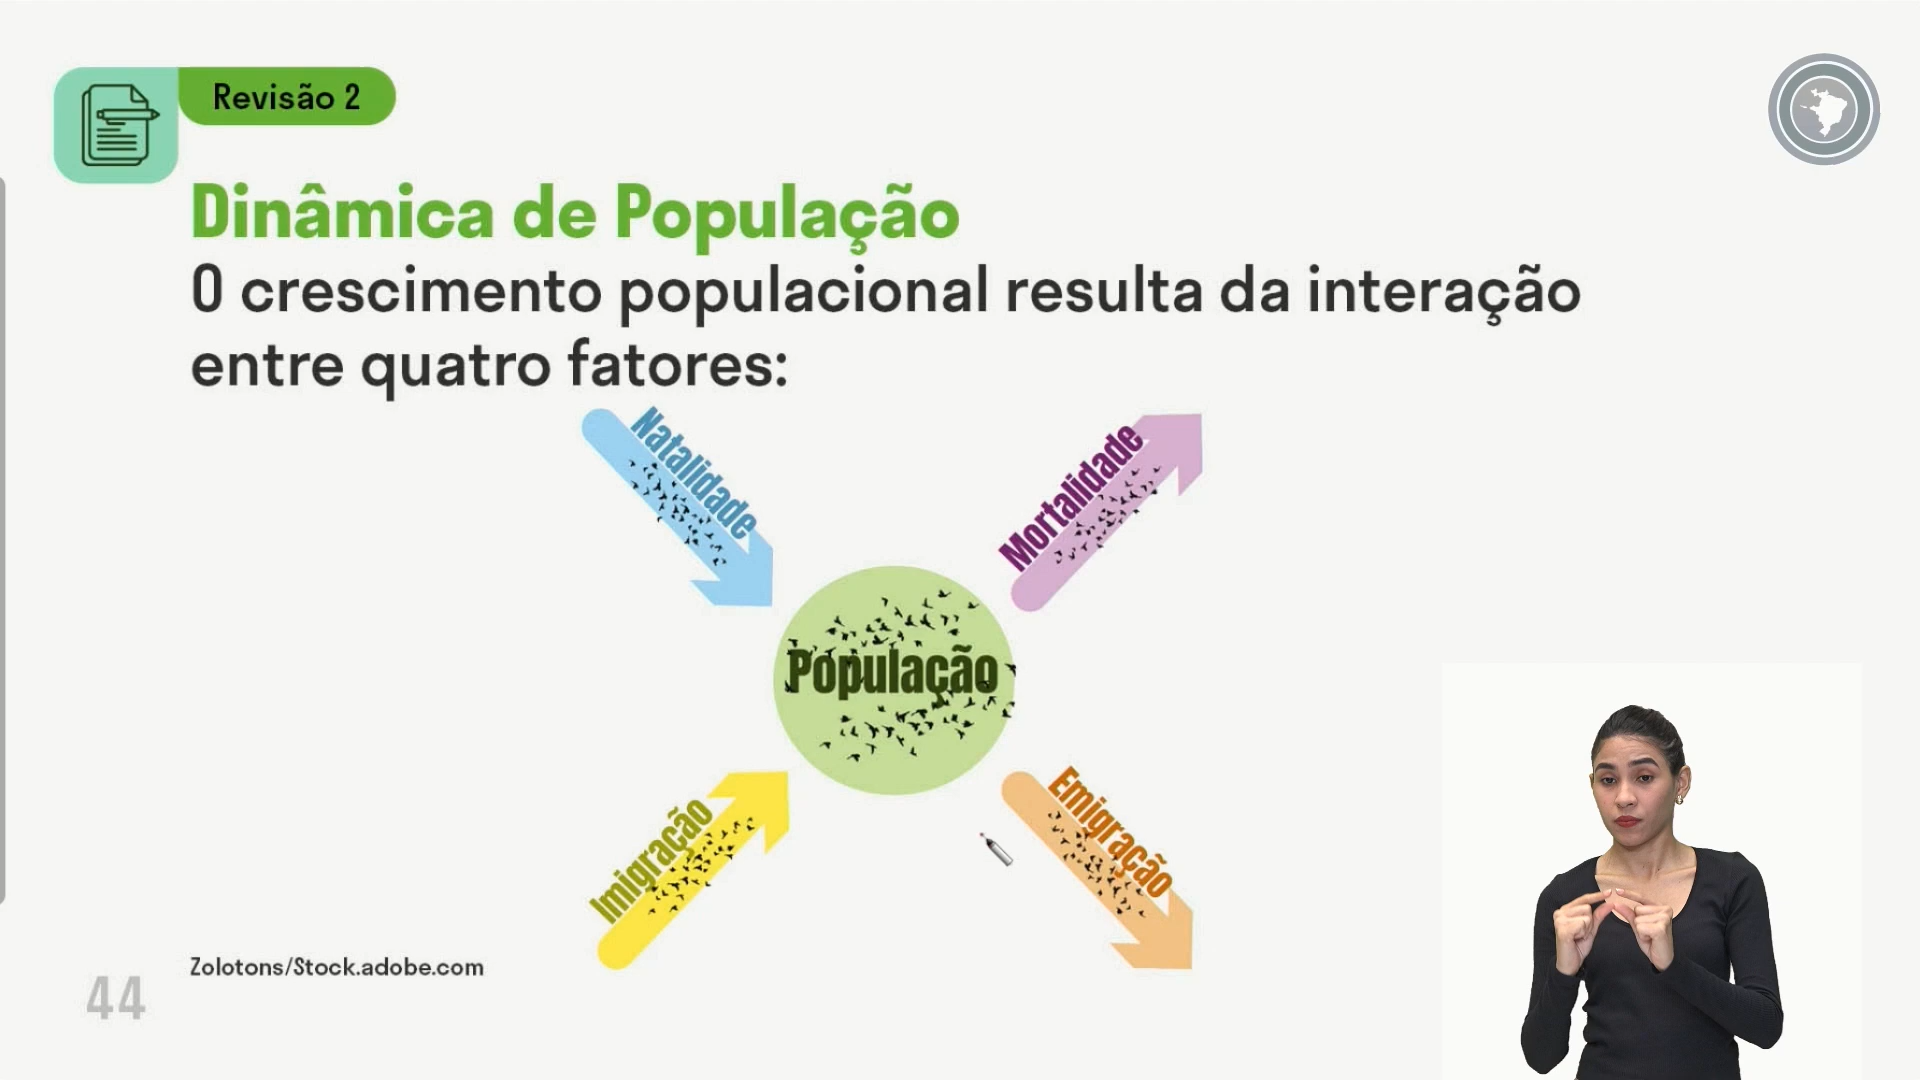 Revisão 2
Dinâmica de População
O crescimento populacional resulta da interação
entre quatro fatores:
Natalidade
Mortalidade
População
Imigração
Emigração
Zolotons/Stock.adobe.com
44